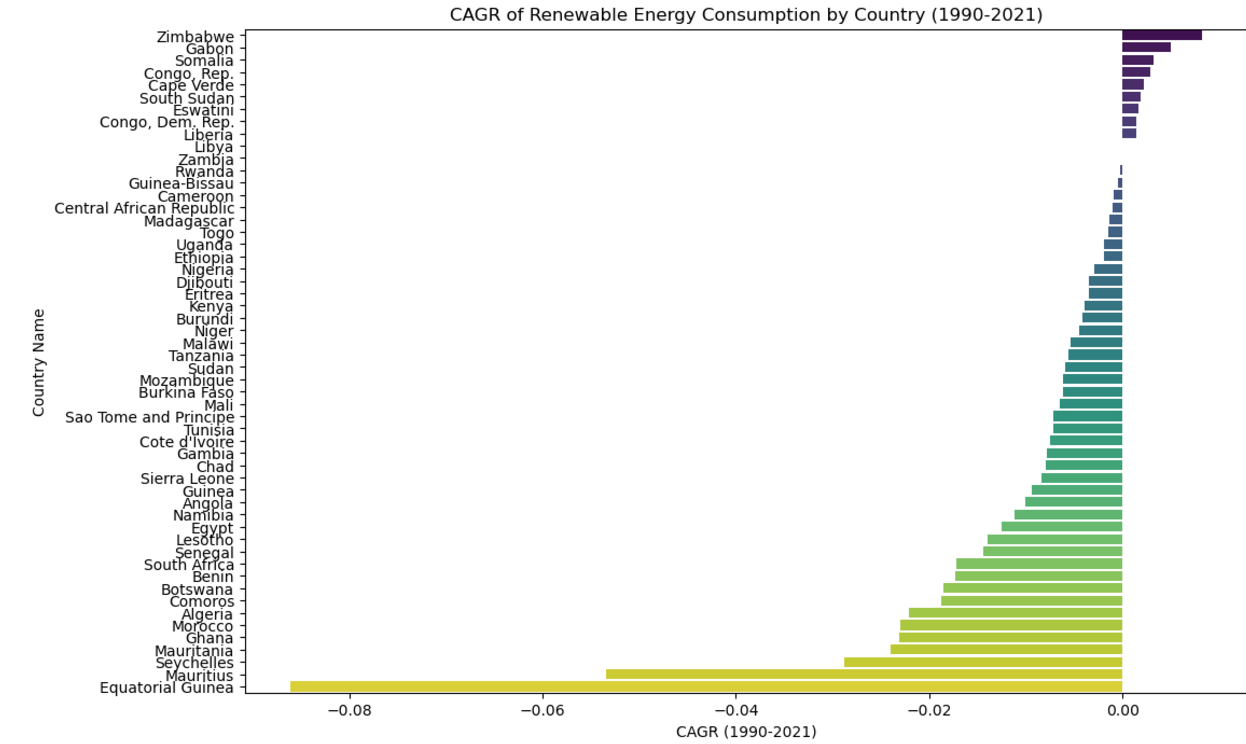 CAGR of Renewable Energy Consumption by Country (1990-2021)
Country Name
Zimbabwe
Gabon
Somalia
Congo, Rep.
Cape Verde
South Sudan
Eswatini
Congo, Dem. Rep.
Liberia
Libya
Zambia
Rwanda
Guinea-Bissau
Cameroon
Central African Republic
Madagascar
Togo
Uganda
Ethiopia
Nigeria
Djibouti
Eritrea
Kenya
Burundi
Niger
Malawi
Tanzania
Sudan
Mozambique
Burkina Faso
Mali
Sao Tome and Principe
Tunisia
Cote d'Ivoire
Gambia
Chad
Sierra Leone
Guinea
Angola
Namibia
Egypt
Lesotho
Senegal
South Africa
Benin
Botswana
Comoros
Algeria
Morocco
Ghana
Mauritania
Seychelles
Mauritius
Equatorial Guinea
−0.08 −0.06 −0.04 −0.02 0.00
CAGR (1990-2021)